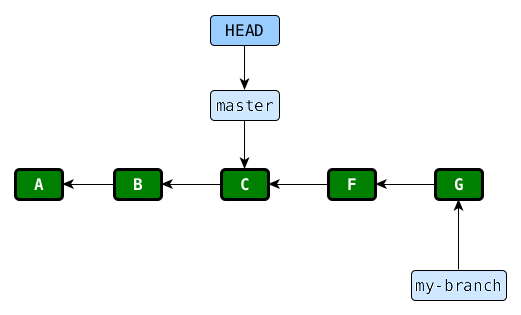 HEAD
master
A B C F G
my-branch